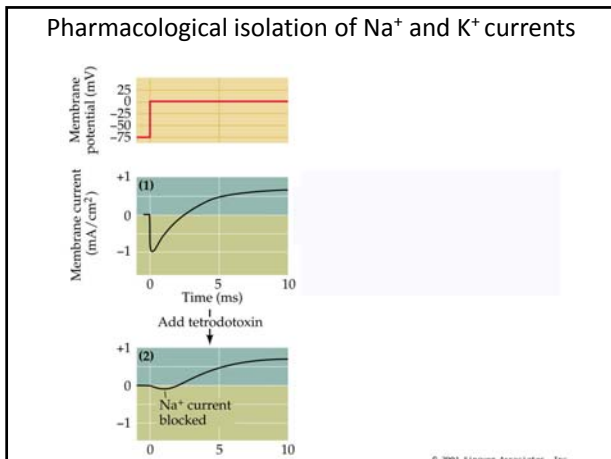 Pharmacological isolation of Na⁺ and K⁺ currents
Membrane
potential (mV)
25
0
−25
−50
−75
Membrane current
(mA/cm²)
+1
(1)
0
−1
0 5 10
Time (ms)
Add tetrodotoxin
+1
(2)
0
Na⁺ current
blocked
−1
0 5 10